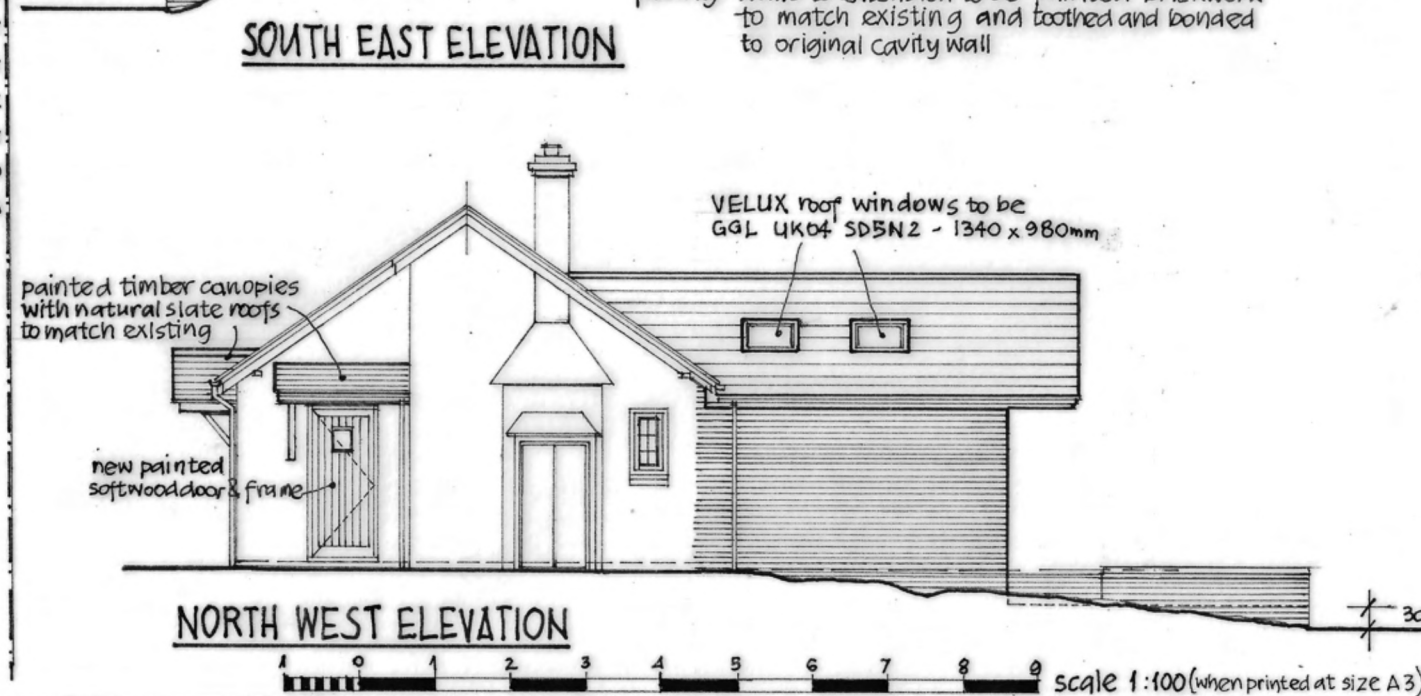 to match existing and toothed and bonded
to original cavity wall
SOUTH EAST ELEVATION
VELUX roof windows to be
GGL UK04 SD5N2 - 1340 x 980mm
painted timber canopies
with natural slate roofs
to match existing
new painted
softwood door & frame
NORTH WEST ELEVATION
1 0 1 2 3 4 5 6 7 8 9 scale 1:100 (when printed at size A3)